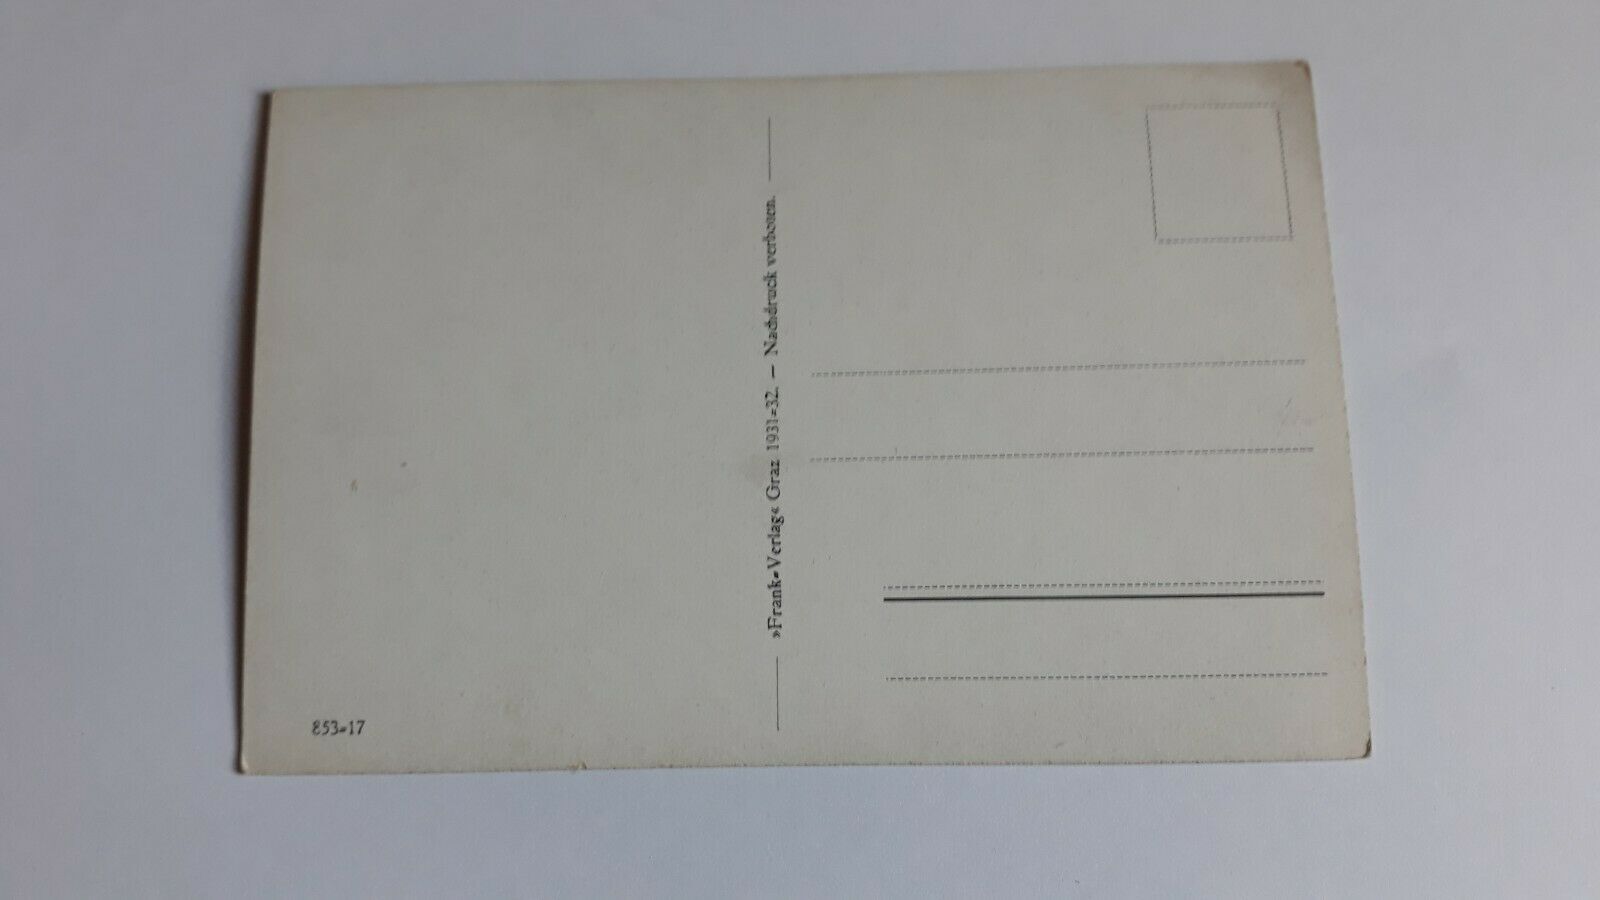 »Frank=Verlag« Graz 1931=32. — Nachdruck verboten.
853=17